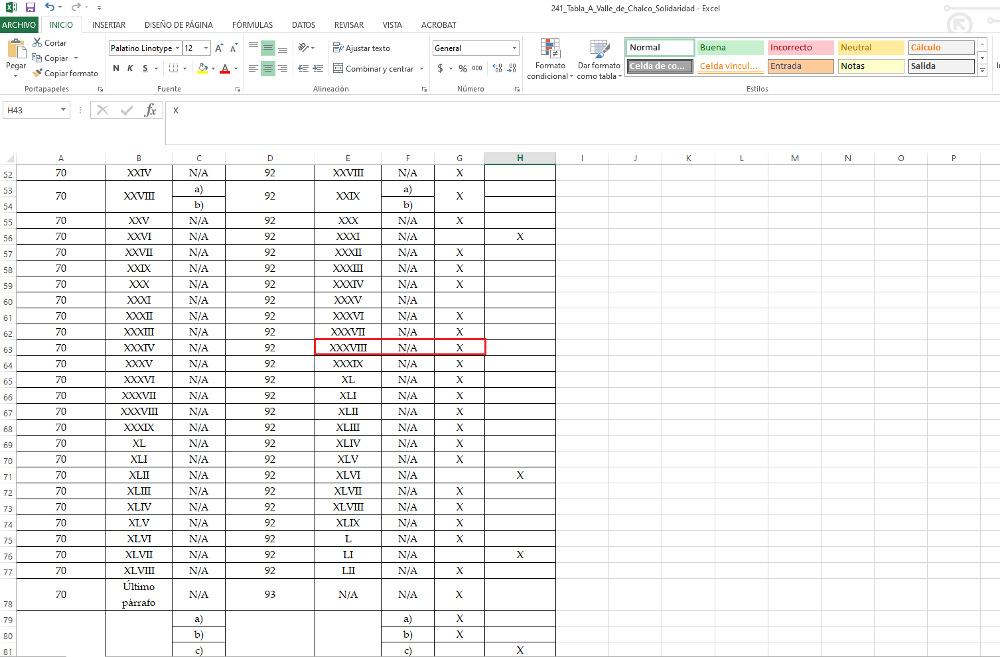 241_Tabla_A_Valle_de_Chalco_Solidaridad - Excel
ARCHIVO INICIO INSERTAR DISEÑO DE PÁGINA FÓRMULAS DATOS REVISAR VISTA ACROBAT
Pegar
Cortar
Copiar
Copiar formato
Portapapeles
Palatino Linotype 12
N K S
Fuente
Ajustar texto
Combinar y centrar
Alineación
General
$ % 000
Número
Formato condicional
Dar formato como tabla
Normal Buena Incorrecto Neutral Cálculo
Celda de co... Celda vincul... Entrada Notas Salida
Estilos
H43 fx X
A B C D E F G H I J K L M N O P
52 70 XXIV N/A 92 XXVIII N/A X
53 70 XXVIII a) 92 XXIX a) X
54 b) b)
55 70 XXV N/A 92 XXX N/A X
56 70 XXVI N/A 92 XXXI N/A X
57 70 XXVII N/A 92 XXXII N/A X
58 70 XXIX N/A 92 XXXIII N/A X
59 70 XXX N/A 92 XXXIV N/A X
60 70 XXXI N/A 92 XXXV N/A
61 70 XXXII N/A 92 XXXVI N/A X
62 70 XXXIII N/A 92 XXXVII N/A X
63 70 XXXIV N/A 92 XXXVIII N/A X
64 70 XXXV N/A 92 XXXIX N/A X
65 70 XXXVI N/A 92 XL N/A X
66 70 XXXVII N/A 92 XLI N/A X
67 70 XXXVIII N/A 92 XLII N/A X
68 70 XXXIX N/A 92 XLIII N/A X
69 70 XL N/A 92 XLIV N/A X
70 70 XLI N/A 92 XLV N/A X
71 70 XLII N/A 92 XLVI N/A X
72 70 XLIII N/A 92 XLVII N/A X
73 70 XLIV N/A 92 XLVIII N/A X
74 70 XLV N/A 92 XLIX N/A X
75 70 XLVI N/A 92 L N/A X
76 70 XLVII N/A 92 LI N/A X
77 70 XLVIII N/A 92 LII N/A X
78 70 Último párrafo N/A 93 N/A N/A X
79 a) a) X
80 b) b) X
81 c) c) X